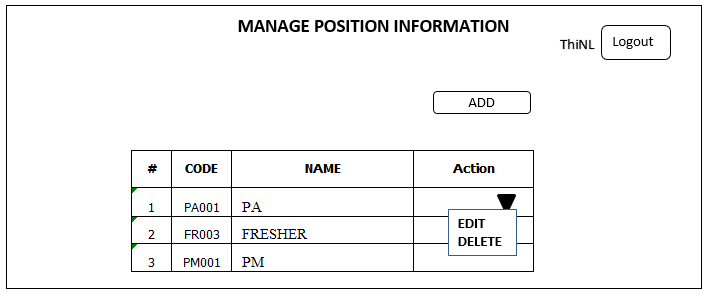 MANAGE POSITION INFORMATION
ThiNL Logout
ADD
# CODE NAME Action
1 PA001 PA
2 FR003 FRESHER
3 PM001 PM
EDIT
DELETE